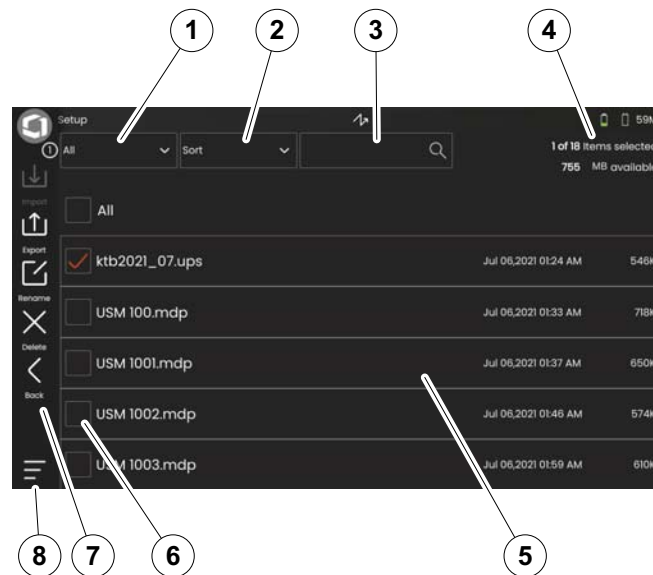 1 2 3 4
Setup 59M
1
All Sort 1 of 18 Items selected
755 MB available
Import
All
Export
ktb2021_07.ups Jul 06,2021 01:24 AM 546K
Rename
USM 100.mdp Jul 06,2021 01:33 AM 718K
Delete
USM 1001.mdp Jul 06,2021 01:37 AM 650K
Back
USM 1002.mdp Jul 06,2021 01:46 AM 574K
USM 1003.mdp Jul 06,2021 01:59 AM 610K
8 7 6 5